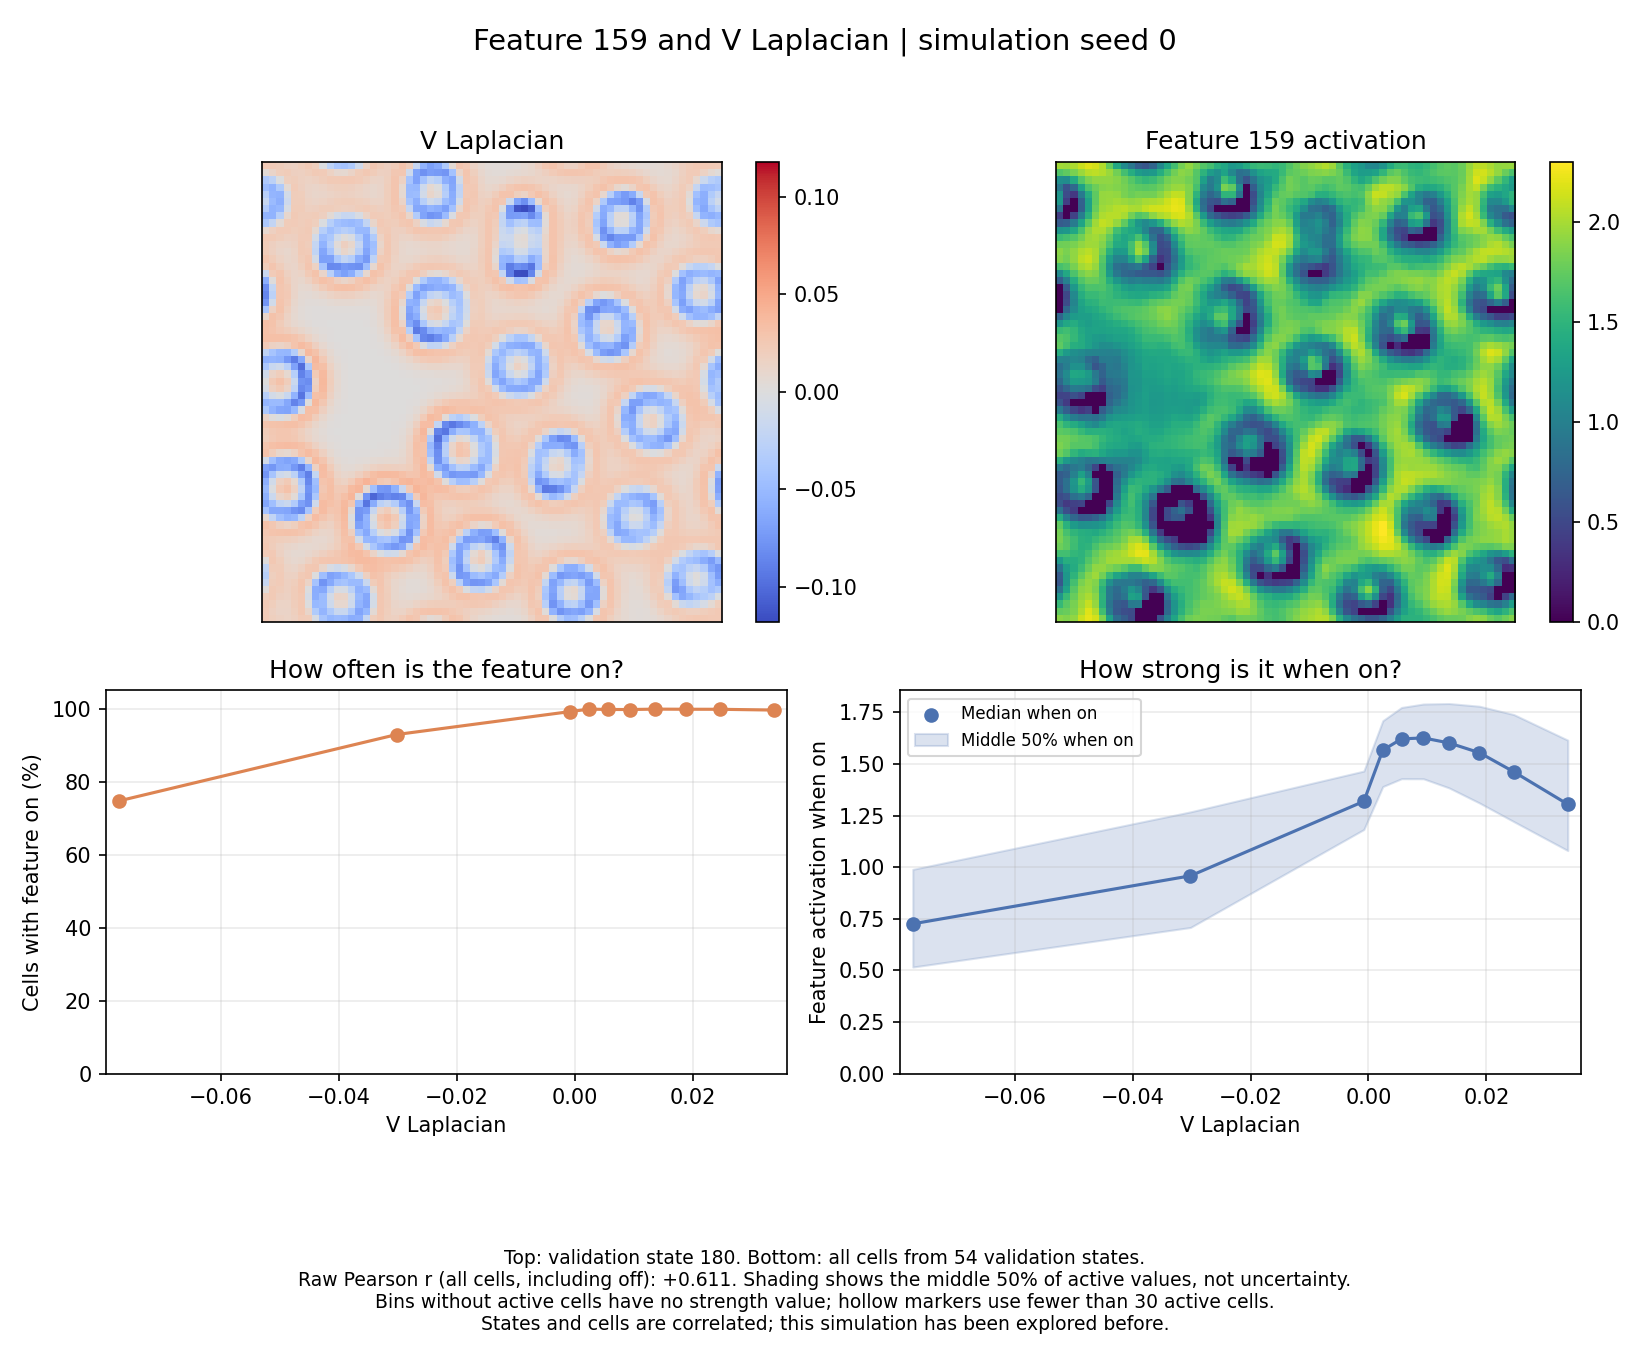 Feature 159 and V Laplacian | simulation seed 0
V Laplacian
Feature 159 activation
0.10
0.05
0.00
−0.05
−0.10
2.0
1.5
1.0
0.5
0.0
How often is the feature on?
How strong is it when on?
Cells with feature on (%)
100
80
60
40
20
0
−0.06
−0.04
−0.02
0.00
0.02
V Laplacian
Feature activation when on
Median when on
Middle 50% when on
1.75
1.50
1.25
1.00
0.75
0.50
0.25
0.00
−0.06
−0.04
−0.02
0.00
0.02
V Laplacian
Top: validation state 180. Bottom: all cells from 54 validation states.
Raw Pearson r (all cells, including off): +0.611. Shading shows the middle 50% of active values, not uncertainty.
Bins without active cells have no strength value; hollow markers use fewer than 30 active cells.
States and cells are correlated; this simulation has been explored before.